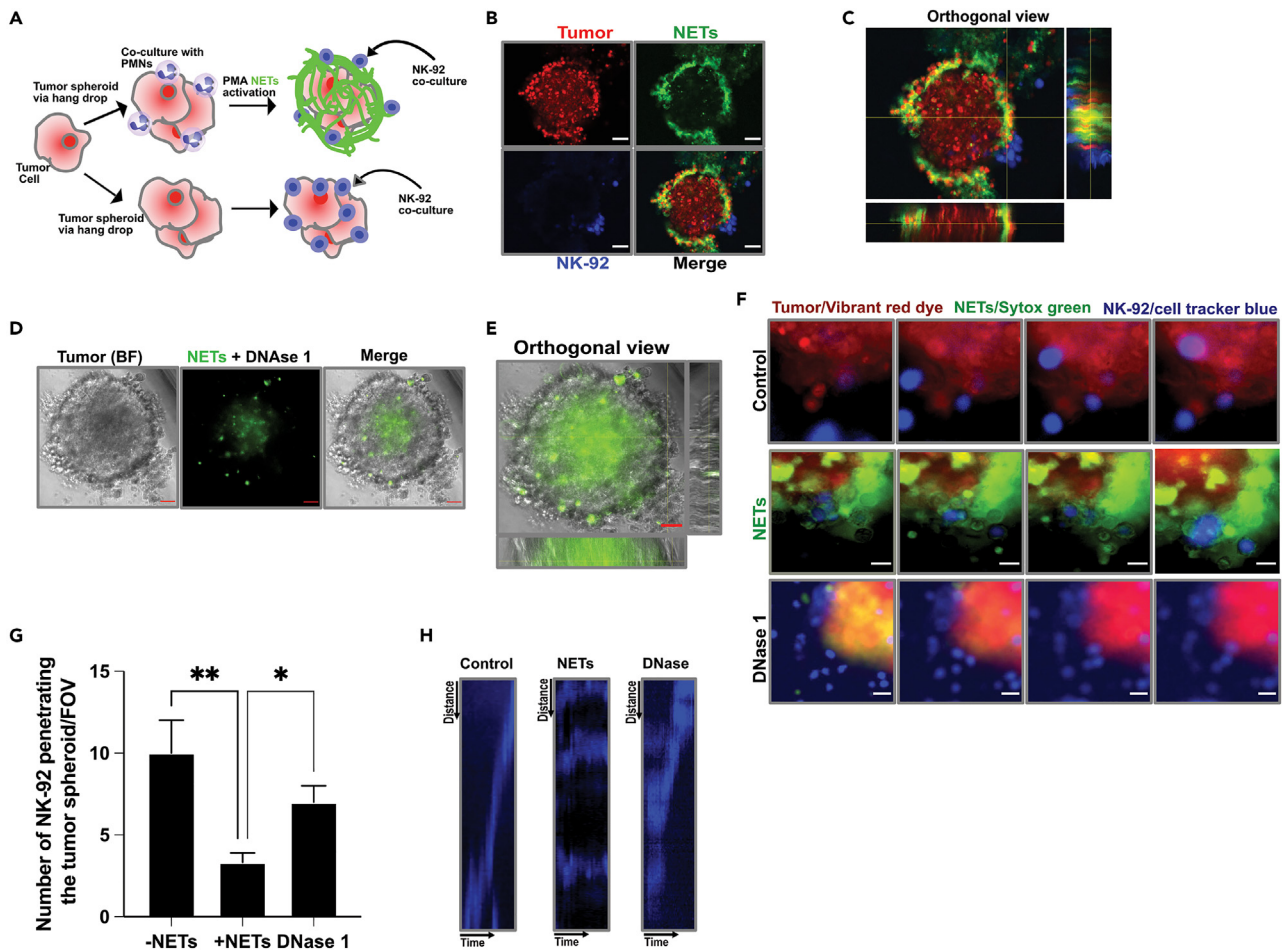 A
Co-culture with
PMNs
Tumor spheroid
via hang drop
PMA NETs
activation
NK-92
co-culture
Tumor
Cell
Tumor spheroid
via hang drop
NK-92
co-culture
B
Tumor NETs
NK-92 Merge
C
Orthogonal view
D
Tumor (BF) NETs + DNAse 1 Merge
E
Orthogonal view
F
Tumor/Vibrant red dye NETs/Sytox green NK-92/cell tracker blue
Control
NETs
DNase 1
G
Number of NK-92 penetrating
the tumor spheroid/FOV
15
10
5
0
** *
-NETs +NETs DNase 1
H
Control NETs DNase
Distance Distance Distance
Time Time Time